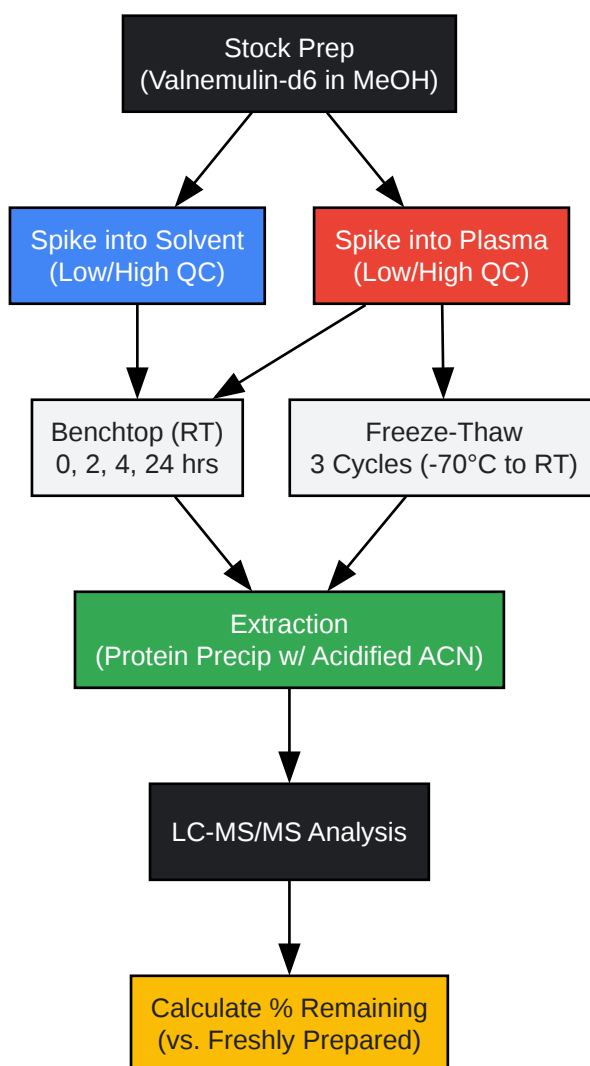 Stock Prep
(Valnemulin-d6 in MeOH)
Spike into Solvent
(Low/High QC)
Spike into Plasma
(Low/High QC)
Benchtop (RT)
0, 2, 4, 24 hrs
Freeze-Thaw
3 Cycles (-70°C to RT)
Extraction
(Protein Precip w/ Acidified ACN)
LC-MS/MS Analysis
Calculate % Remaining
(vs. Freshly Prepared)